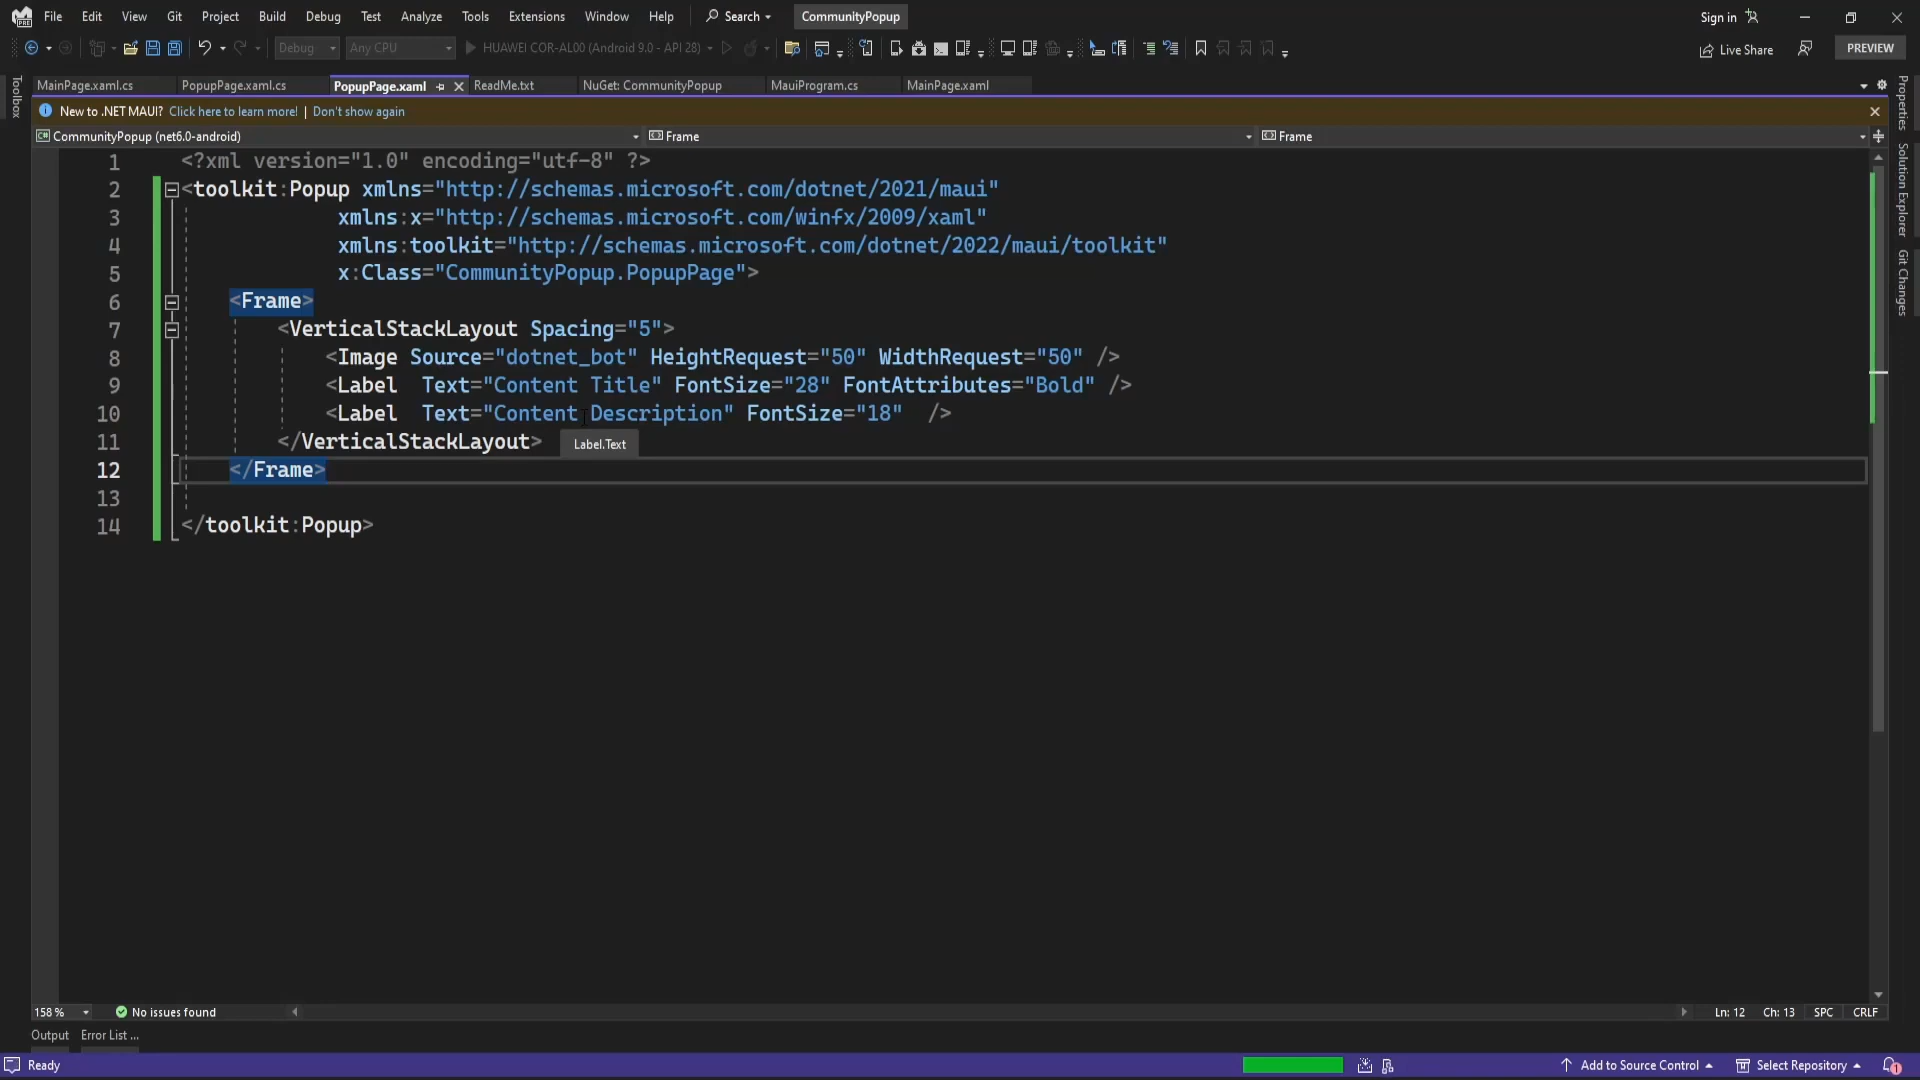 File Edit View Git Project Build Debug Test Analyze Tools Extensions Window Help Search CommunityPopup Sign in
Debug Any CPU HUAWEI COR-AL00 (Android 9.0 - API 28) Live Share PREVIEW
MainPage.xaml.cs PopupPage.xaml.cs PopupPage.xaml ReadMe.txt NuGet: CommunityPopup MauiProgram.cs MainPage.xaml
Toolbox
Properties
Solution Explorer
Git Changes
New to .NET MAUI? Click here to learn more! | Don't show again
CommunityPopup (net6.0-android) Frame Frame
1 <?xml version="1.0" encoding="utf-8" ?>
2 <toolkit:Popup xmlns="http://schemas.microsoft.com/dotnet/2021/maui"
3 xmlns:x="http://schemas.microsoft.com/winfx/2009/xaml"
4 xmlns:toolkit="http://schemas.microsoft.com/dotnet/2022/maui/toolkit"
5 x:Class="CommunityPopup.PopupPage">
6 <Frame>
7 <VerticalStackLayout Spacing="5">
8 <Image Source="dotnet_bot" HeightRequest="50" WidthRequest="50" />
9 <Label Text="Content Title" FontSize="28" FontAttributes="Bold" />
10 <Label Text="Content Description" FontSize="18" />
11 </VerticalStackLayout>
Label.Text
12 </Frame>
13
14 </toolkit:Popup>
158 % No issues found Ln: 12 Ch: 13 SPC CRLF
Output Error List ...
Ready Add to Source Control Select Repository 1